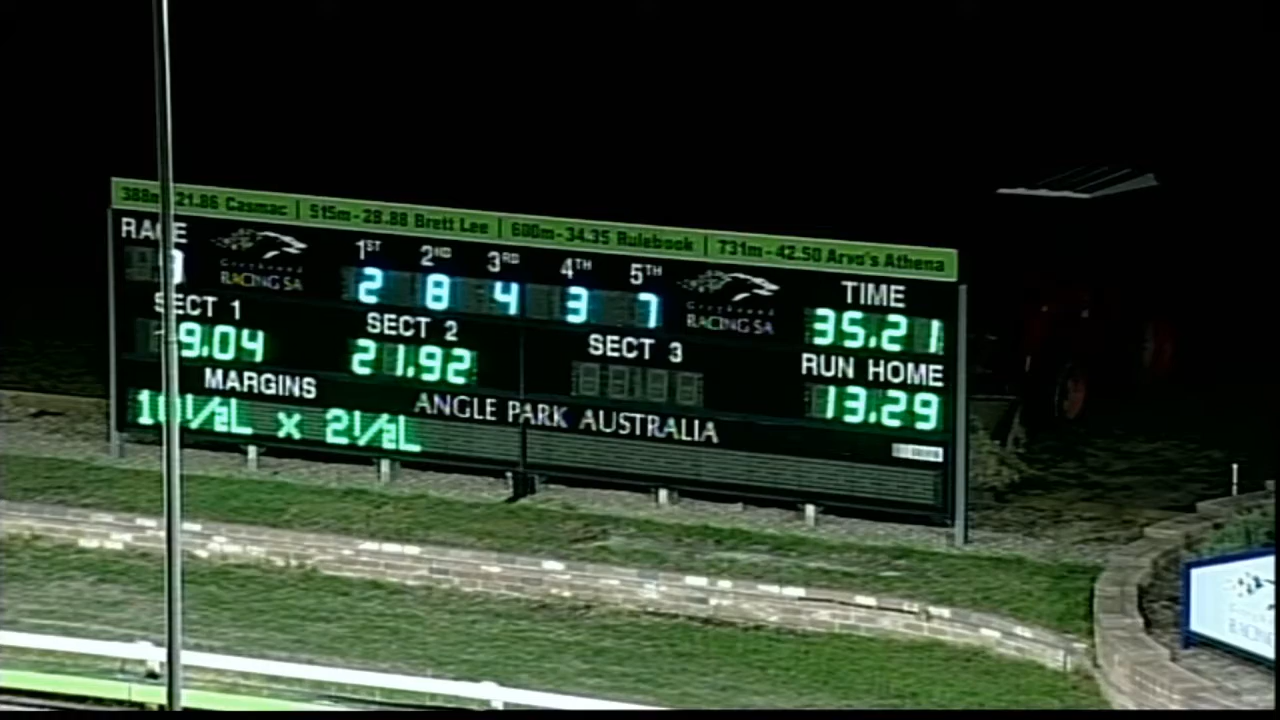 388m-21.86 Casmac | 515m-28.88 Brett Lee | 600m-34.35 Rulebook | 731m-42.50 Arvo's Athena
RACE 1ST 2ND 3RD 4TH 5TH TIME
2 8 4 3 7 35.21
Greyhound RACING SA Greyhound RACING SA
SECT 1 SECT 2 SECT 3 RUN HOME
9.04 21.92 13.29
MARGINS ANGLE PARK AUSTRALIA
10½L x 2½L